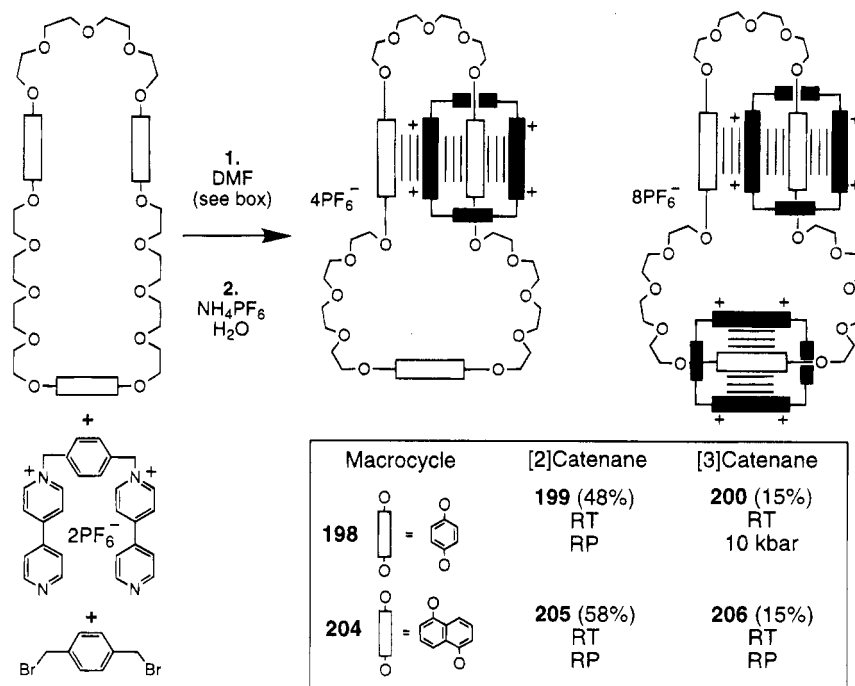 1.
DMF
(see box)
2.
NH₄PF₆
H₂O
4PF₆⁻
8PF₆⁻
+
2PF₆⁻
+
Br Br
Macrocycle [2]Catenane [3]Catenane
198 = 199 (48%) 200 (15%)
RT RT
RP 10 kbar
204 = 205 (58%) 206 (15%)
RT RT
RP RP